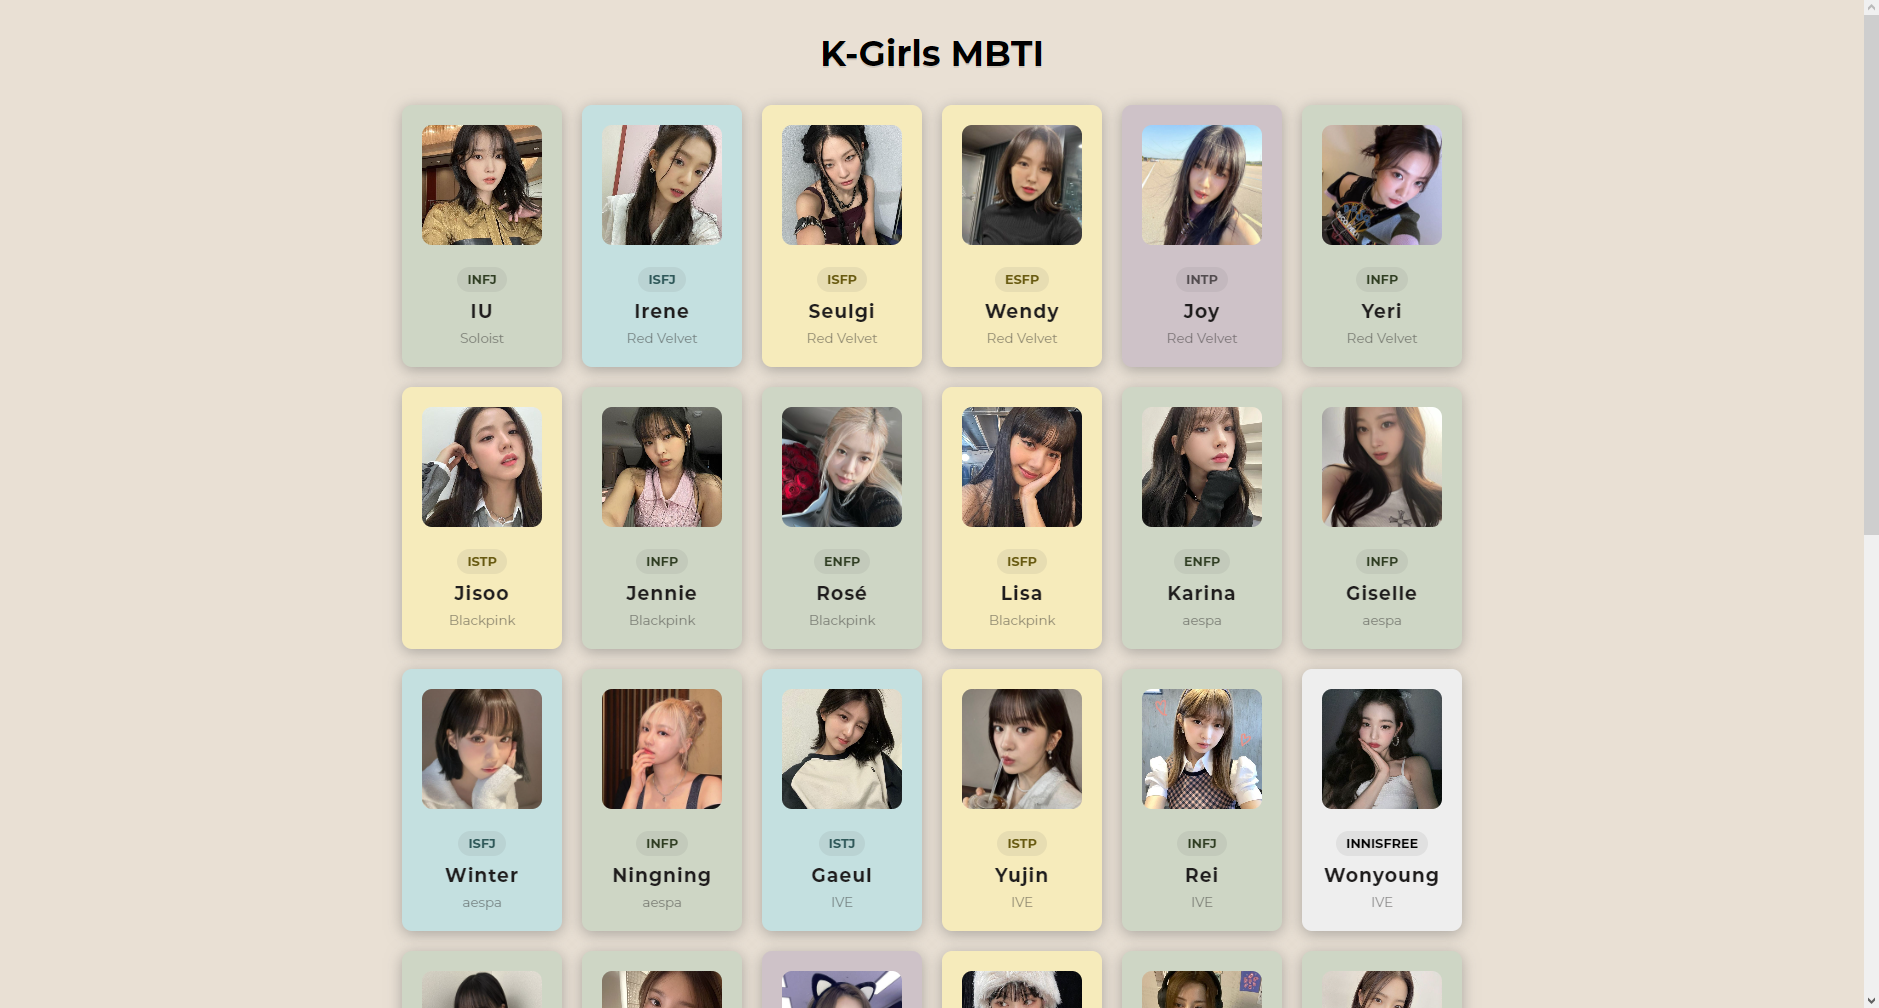 K-Girls MBTI
INFJ
IU
Soloist
ISFJ
Irene
Red Velvet
ISFP
Seulgi
Red Velvet
ESFP
Wendy
Red Velvet
INTP
Joy
Red Velvet
INFP
Yeri
Red Velvet
ISTP
Jisoo
Blackpink
INFP
Jennie
Blackpink
ENFP
Rosé
Blackpink
ISFP
Lisa
Blackpink
ENFP
Karina
aespa
INFP
Giselle
aespa
ISFJ
Winter
aespa
INFP
Ningning
aespa
ISTJ
Gaeul
IVE
ISTP
Yujin
IVE
INFJ
Rei
IVE
INNISFREE
Wonyoung
IVE